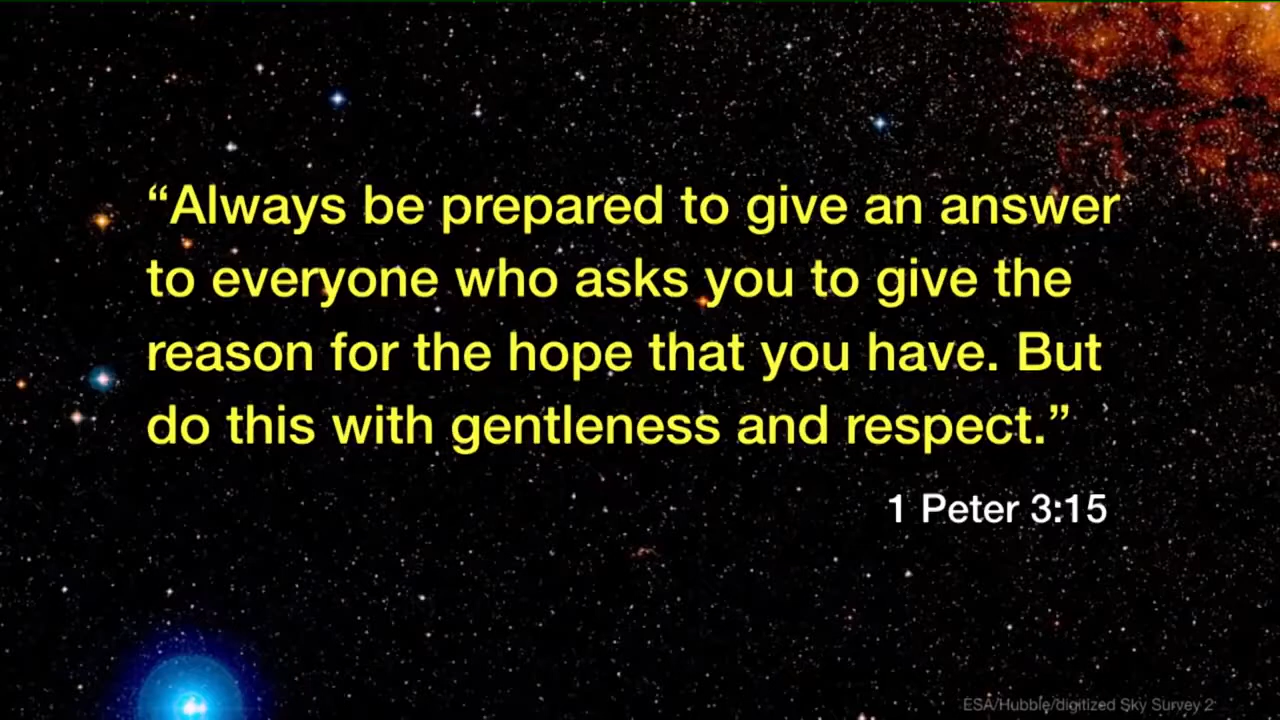 “Always be prepared to give an answer
to everyone who asks you to give the
reason for the hope that you have. But
do this with gentleness and respect.”
1 Peter 3:15
ESA/Hubble/digitized Sky Survey 2